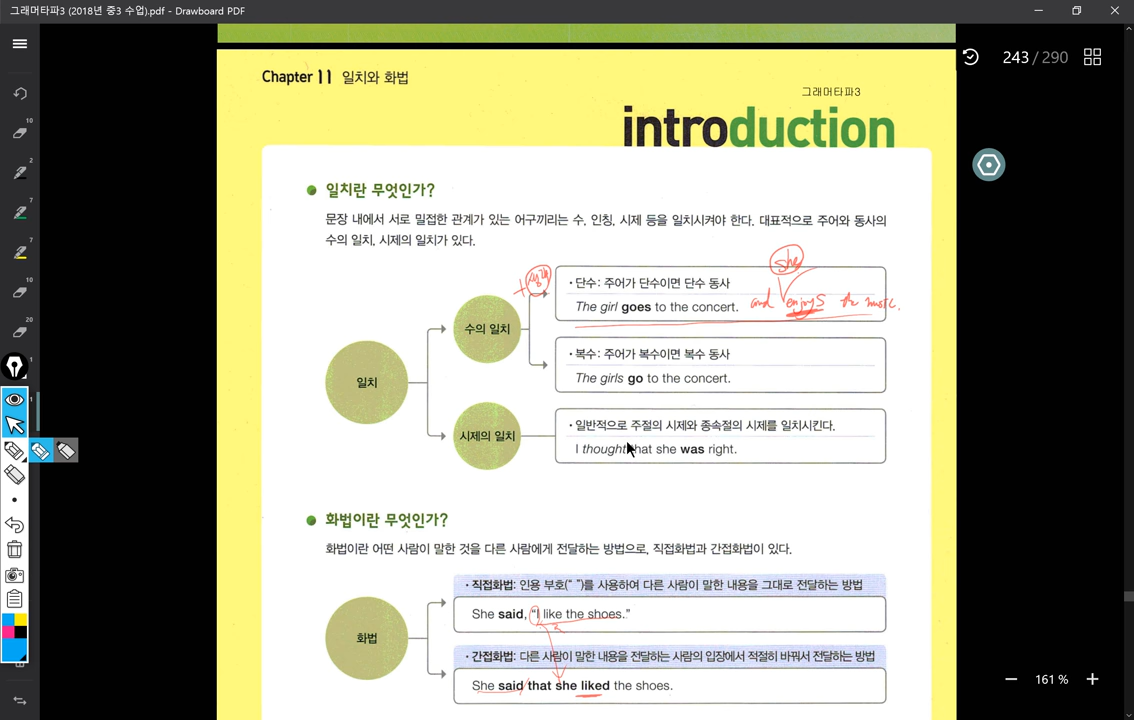 그래머타파3 (2018년 중3 수업).pdf - Drawboard PDF
243 / 290
Chapter 11 일치와 화법
그래머타파3
introduction
일치란 무엇인가?
문장 내에서 서로 밀접한 관계가 있는 어구끼리는 수, 인칭, 시제 등을 일치시켜야 한다. 대표적으로 주어와 동사의
수의 일치, 시제의 일치가 있다.
she
• 단수: 주어가 단수이면 단수 동사
The girl goes to the concert. and enjoys the music.
수의 일치
• 복수: 주어가 복수이면 복수 동사
The girls go to the concert.
일치
시제의 일치
• 일반적으로 주절의 시제와 종속절의 시제를 일치시킨다.
I thought that she was right.
화법이란 무엇인가?
화법이란 어떤 사람이 말한 것을 다른 사람에게 전달하는 방법으로, 직접화법과 간접화법이 있다.
• 직접화법: 인용 부호(“ ”)를 사용하여 다른 사람이 말한 내용을 그대로 전달하는 방법
She said, “I like the shoes.”
화법
• 간접화법: 다른 사람이 말한 내용을 전달하는 사람의 입장에서 적절히 바꿔서 전달하는 방법
She said that she liked the shoes.
161 %
10
2
7
7
10
20
1
1